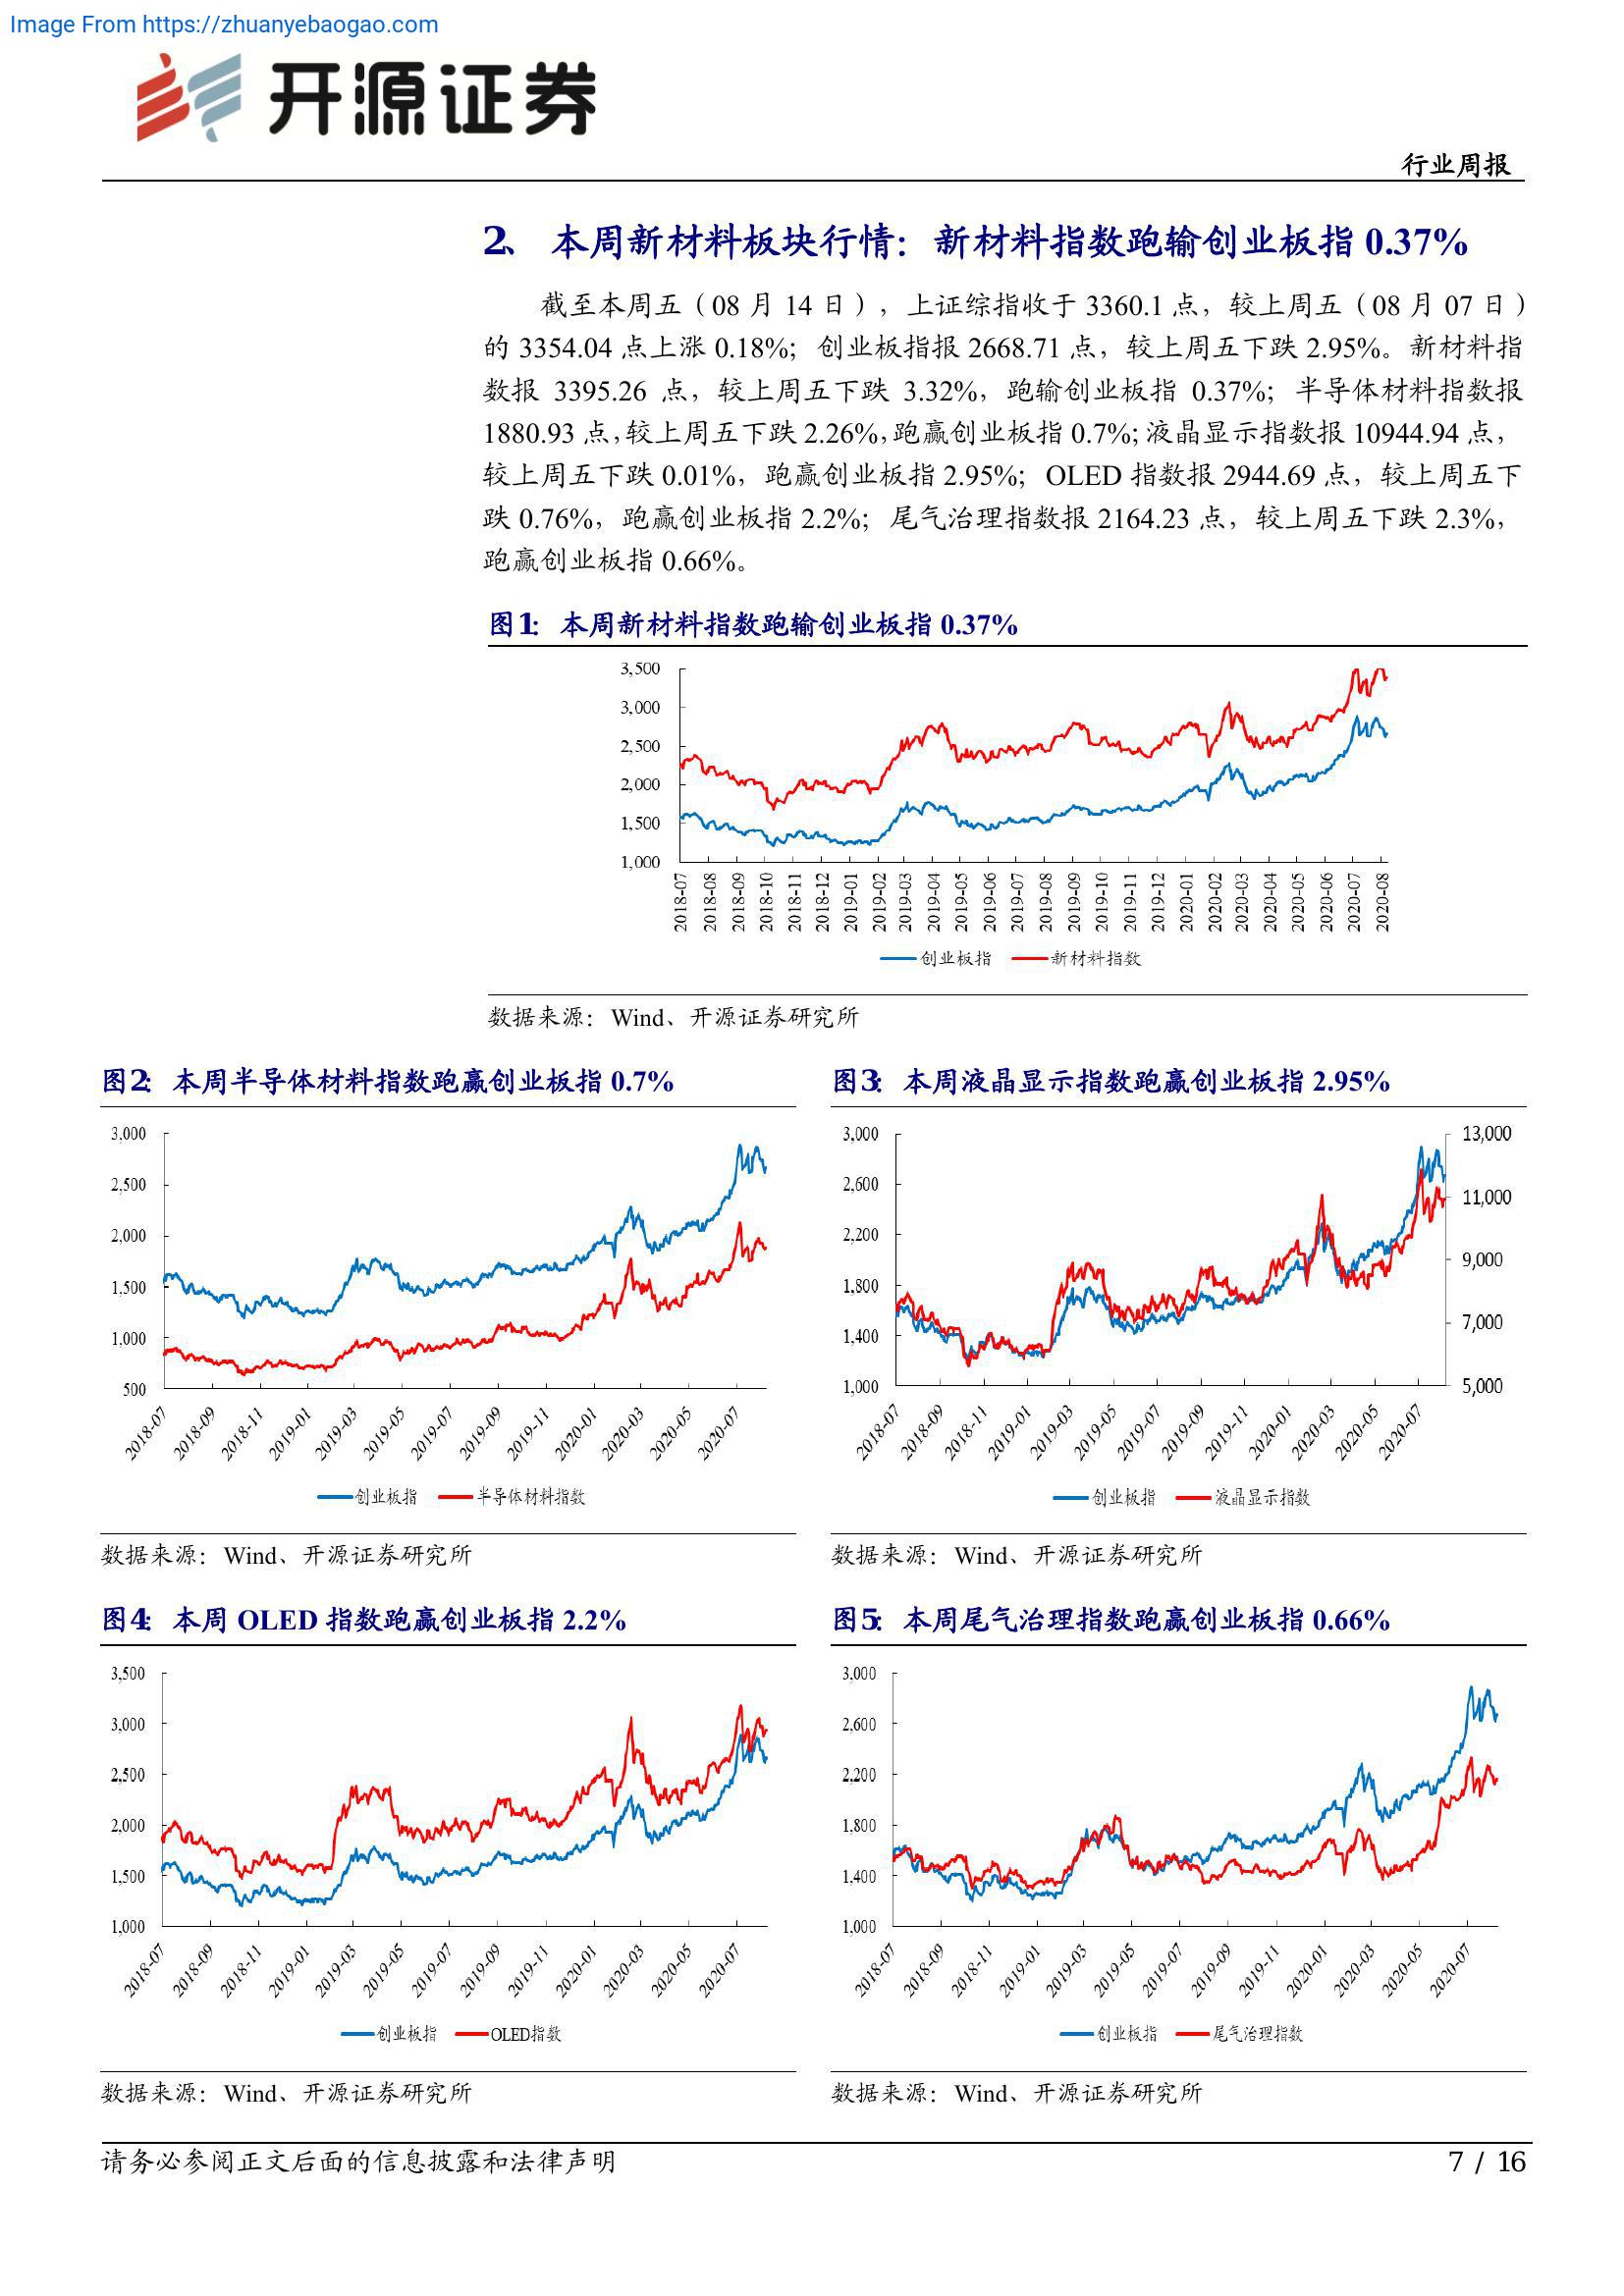 Image From https://zhuanyebaogao.com
开源证券
行业周报
2、 本周新材料板块行情：新材料指数跑输创业板指 0.37%
截至本周五（08 月 14 日），上证综指收于 3360.1 点，较上周五（08 月 07 日）
的 3354.04 点上涨 0.18%；创业板指报 2668.71 点，较上周五下跌 2.95%。新材料指
数报 3395.26 点，较上周五下跌 3.32%，跑输创业板指 0.37%；半导体材料指数报
1880.93 点，较上周五下跌 2.26%，跑赢创业板指 0.7%；液晶显示指数报 10944.94 点，
较上周五下跌 0.01%，跑赢创业板指 2.95%；OLED 指数报 2944.69 点，较上周五下
跌 0.76%，跑赢创业板指 2.2%；尾气治理指数报 2164.23 点，较上周五下跌 2.3%，
跑赢创业板指 0.66%。
图1：本周新材料指数跑输创业板指 0.37%
3,500
3,000
2,500
2,000
1,500
1,000
2018-07 2018-08 2018-09 2018-10 2018-11 2018-12 2019-01 2019-02 2019-03 2019-04 2019-05 2019-06 2019-07 2019-08 2019-09 2019-10 2019-11 2019-12 2020-01 2020-02 2020-03 2020-04 2020-05 2020-06 2020-07 2020-08
创业板指 新材料指数
数据来源：Wind、开源证券研究所
图2：本周半导体材料指数跑赢创业板指 0.7%
3,000
2,500
2,000
1,500
1,000
500
2018-07 2018-09 2018-11 2019-01 2019-03 2019-05 2019-07 2019-09 2019-11 2020-01 2020-03 2020-05 2020-07
创业板指 半导体材料指数
数据来源：Wind、开源证券研究所
图3：本周液晶显示指数跑赢创业板指 2.95%
3,000 13,000
2,600 11,000
2,200
9,000
1,800
7,000
1,400
1,000 5,000
2018-07 2018-09 2018-11 2019-01 2019-03 2019-05 2019-07 2019-09 2019-11 2020-01 2020-03 2020-05 2020-07
创业板指 液晶显示指数
数据来源：Wind、开源证券研究所
图4：本周 OLED 指数跑赢创业板指 2.2%
3,500
3,000
2,500
2,000
1,500
1,000
2018-07 2018-09 2018-11 2019-01 2019-03 2019-05 2019-07 2019-09 2019-11 2020-01 2020-03 2020-05 2020-07
创业板指 OLED指数
数据来源：Wind、开源证券研究所
图5：本周尾气治理指数跑赢创业板指 0.66%
3,000
2,600
2,200
1,800
1,400
1,000
2018-07 2018-09 2018-11 2019-01 2019-03 2019-05 2019-07 2019-09 2019-11 2020-01 2020-03 2020-05 2020-07
创业板指 尾气治理指数
数据来源：Wind、开源证券研究所
请务必参阅正文后面的信息披露和法律声明
7 / 16